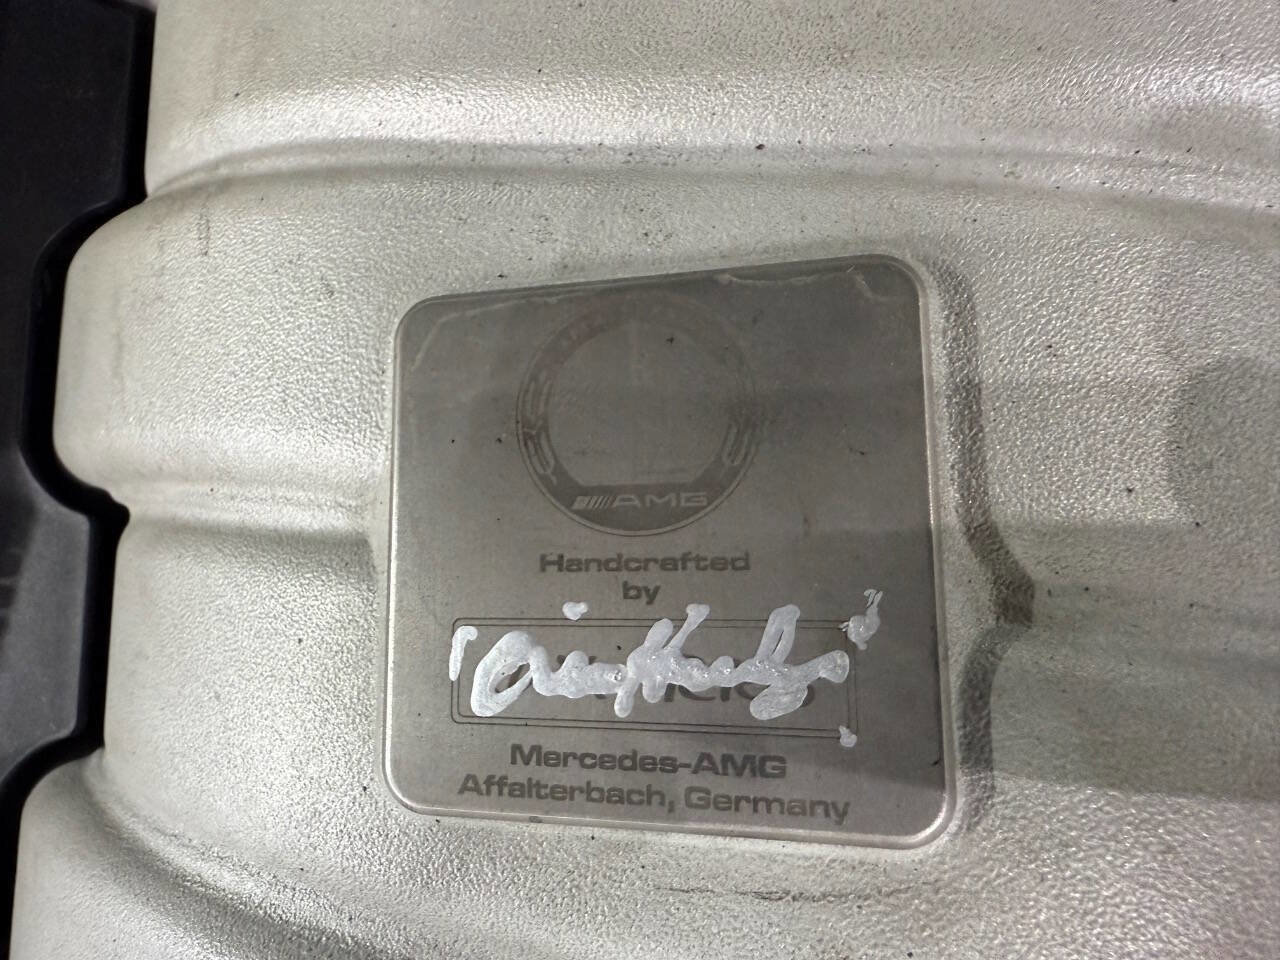 AMG
Handcrafted
by
Mercedes-AMG
Affalterbach, Germany